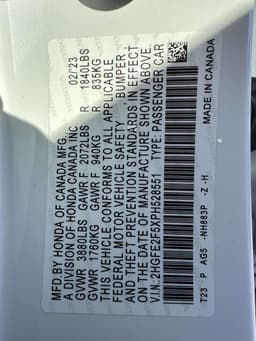 MFD BY HONDA OF CANADA MFG., 02/'23
A DIVISION OF HONDA CANADA INC.
GVWR 3880LBS GAWR F 2072LBS R 1840LBS
GVWR 1760KG GAWR F 940KG R 835KG
THIS VEHICLE CONFORMS TO ALL APPLICABLE
FEDERAL MOTOR VEHICLE SAFETY, BUMPER,
AND THEFT PREVENTION STANDARDS IN EFFECT
ON THE DATE OF MANUFACTURE SHOWN ABOVE.
V.I.N.:2HGFE2F5XPH528551 TYPE:PASSENGER CAR
T23 P AG5 -NH883P -Z -H MADE IN CANADA